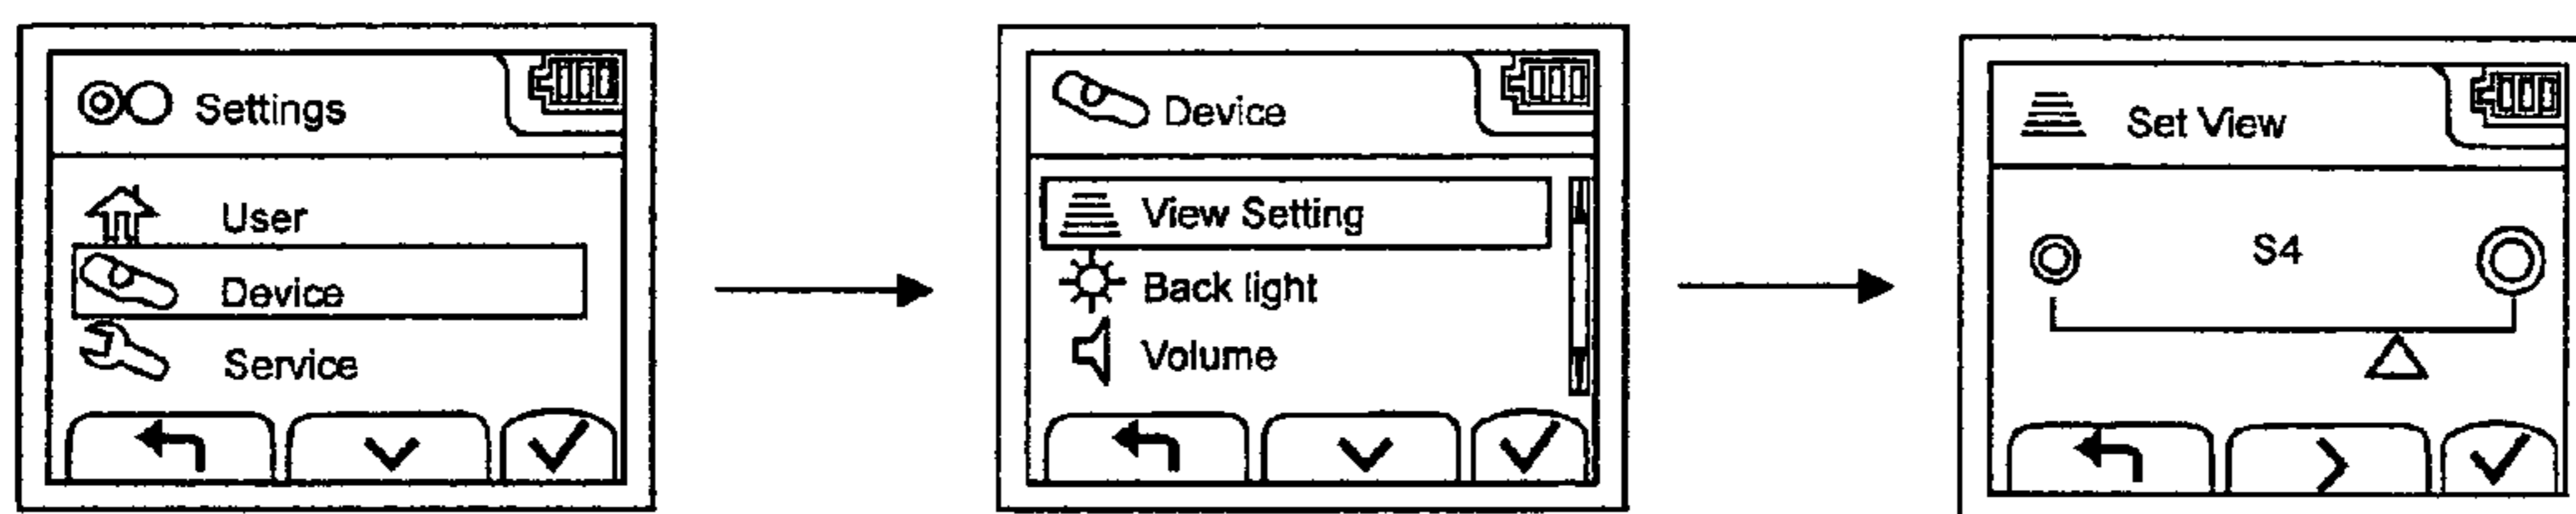 Settings
User
Device
Service
Device
View Setting
Back light
Volume
Set View
S4